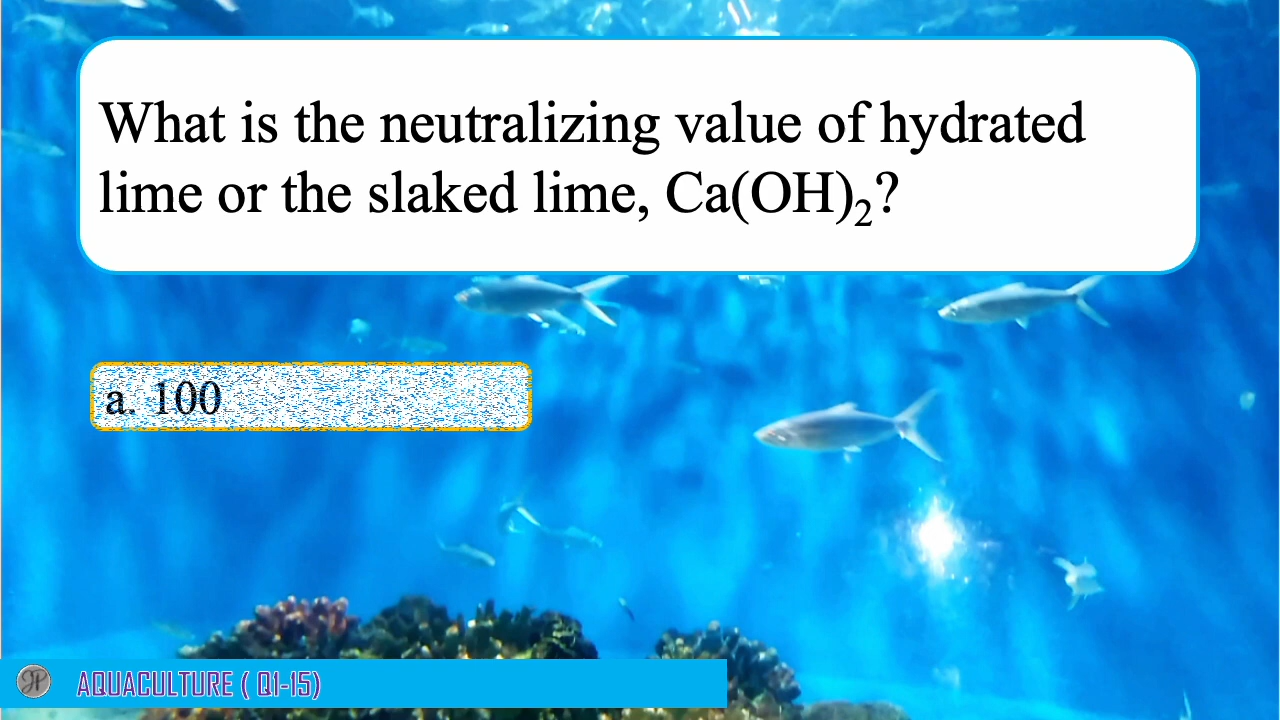 What is the neutralizing value of hydrated
lime or the slaked lime, Ca(OH)₂?
a. 100
AQUACULTURE ( Q1-15)